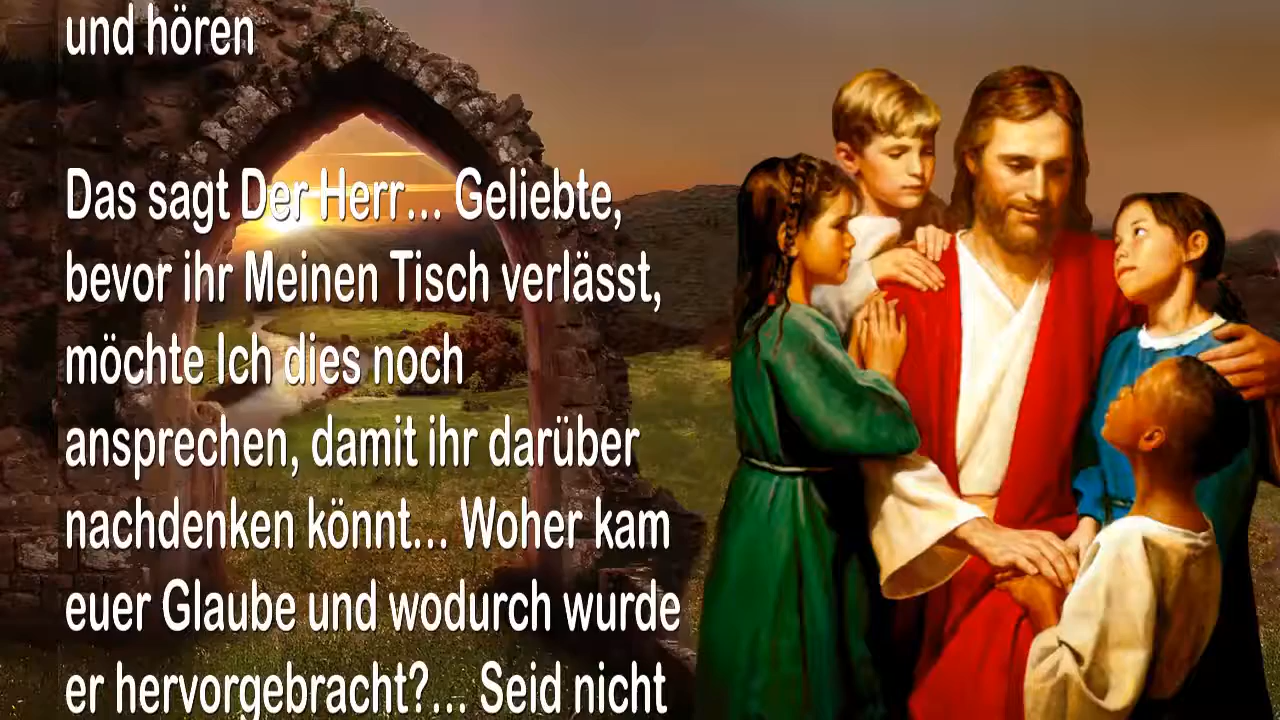 und hören
Das sagt Der Herr... Geliebte,
bevor ihr Meinen Tisch verlässt,
möchte Ich dies noch
ansprechen, damit ihr darüber
nachdenken könnt... Woher kam
euer Glaube und wodurch wurde
er hervorgebracht?... Seid nicht